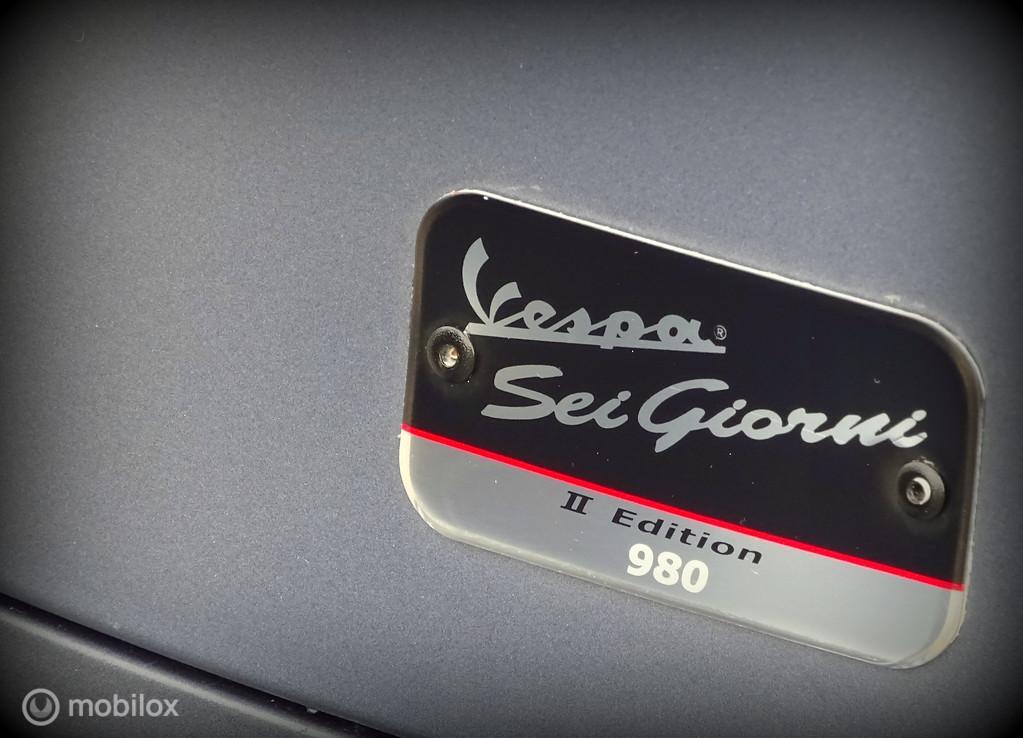 Vespa®
Sei Giorni
II Edition
980
mobilox